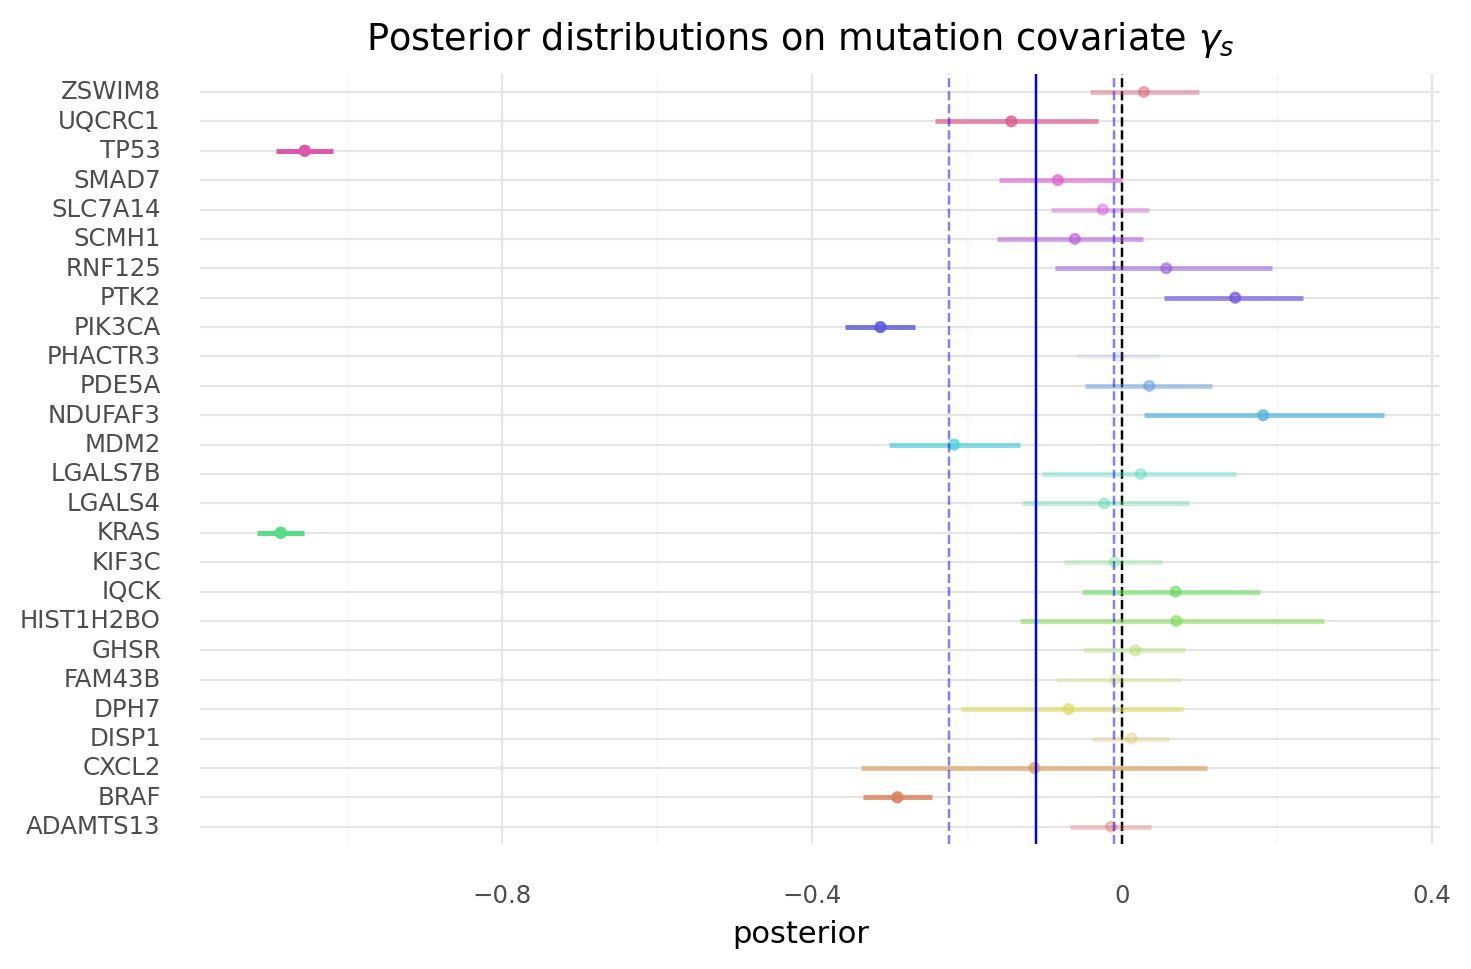 Posterior distributions on mutation covariate γₛ
ZSWIM8
UQCRC1
TP53
SMAD7
SLC7A14
SCMH1
RNF125
PTK2
PIK3CA
PHACTR3
PDE5A
NDUFAF3
MDM2
LGALS7B
LGALS4
KRAS
KIF3C
IQCK
HIST1H2BO
GHSR
FAM43B
DPH7
DISP1
CXCL2
BRAF
ADAMTS13
−0.8 −0.4 0 0.4
posterior